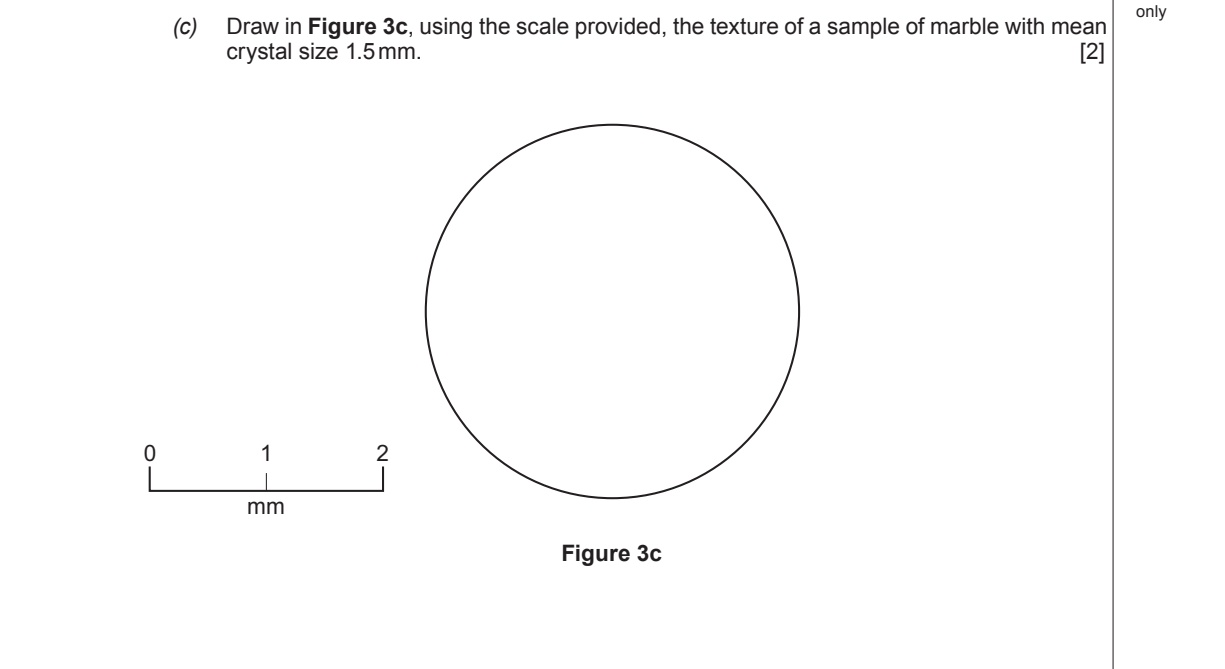 only
(c) Draw in Figure 3c, using the scale provided, the texture of a sample of marble with mean
crystal size 1.5 mm. [2]
0 1 2
mm
Figure 3c